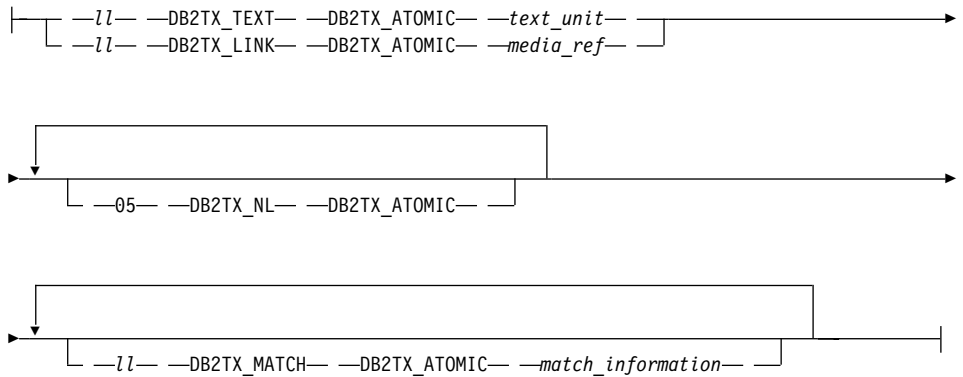 ll DB2TX_TEXT DB2TX_ATOMIC text_unit
ll DB2TX_LINK DB2TX_ATOMIC media_ref
05 DB2TX_NL DB2TX_ATOMIC
ll DB2TX_MATCH DB2TX_ATOMIC match_information